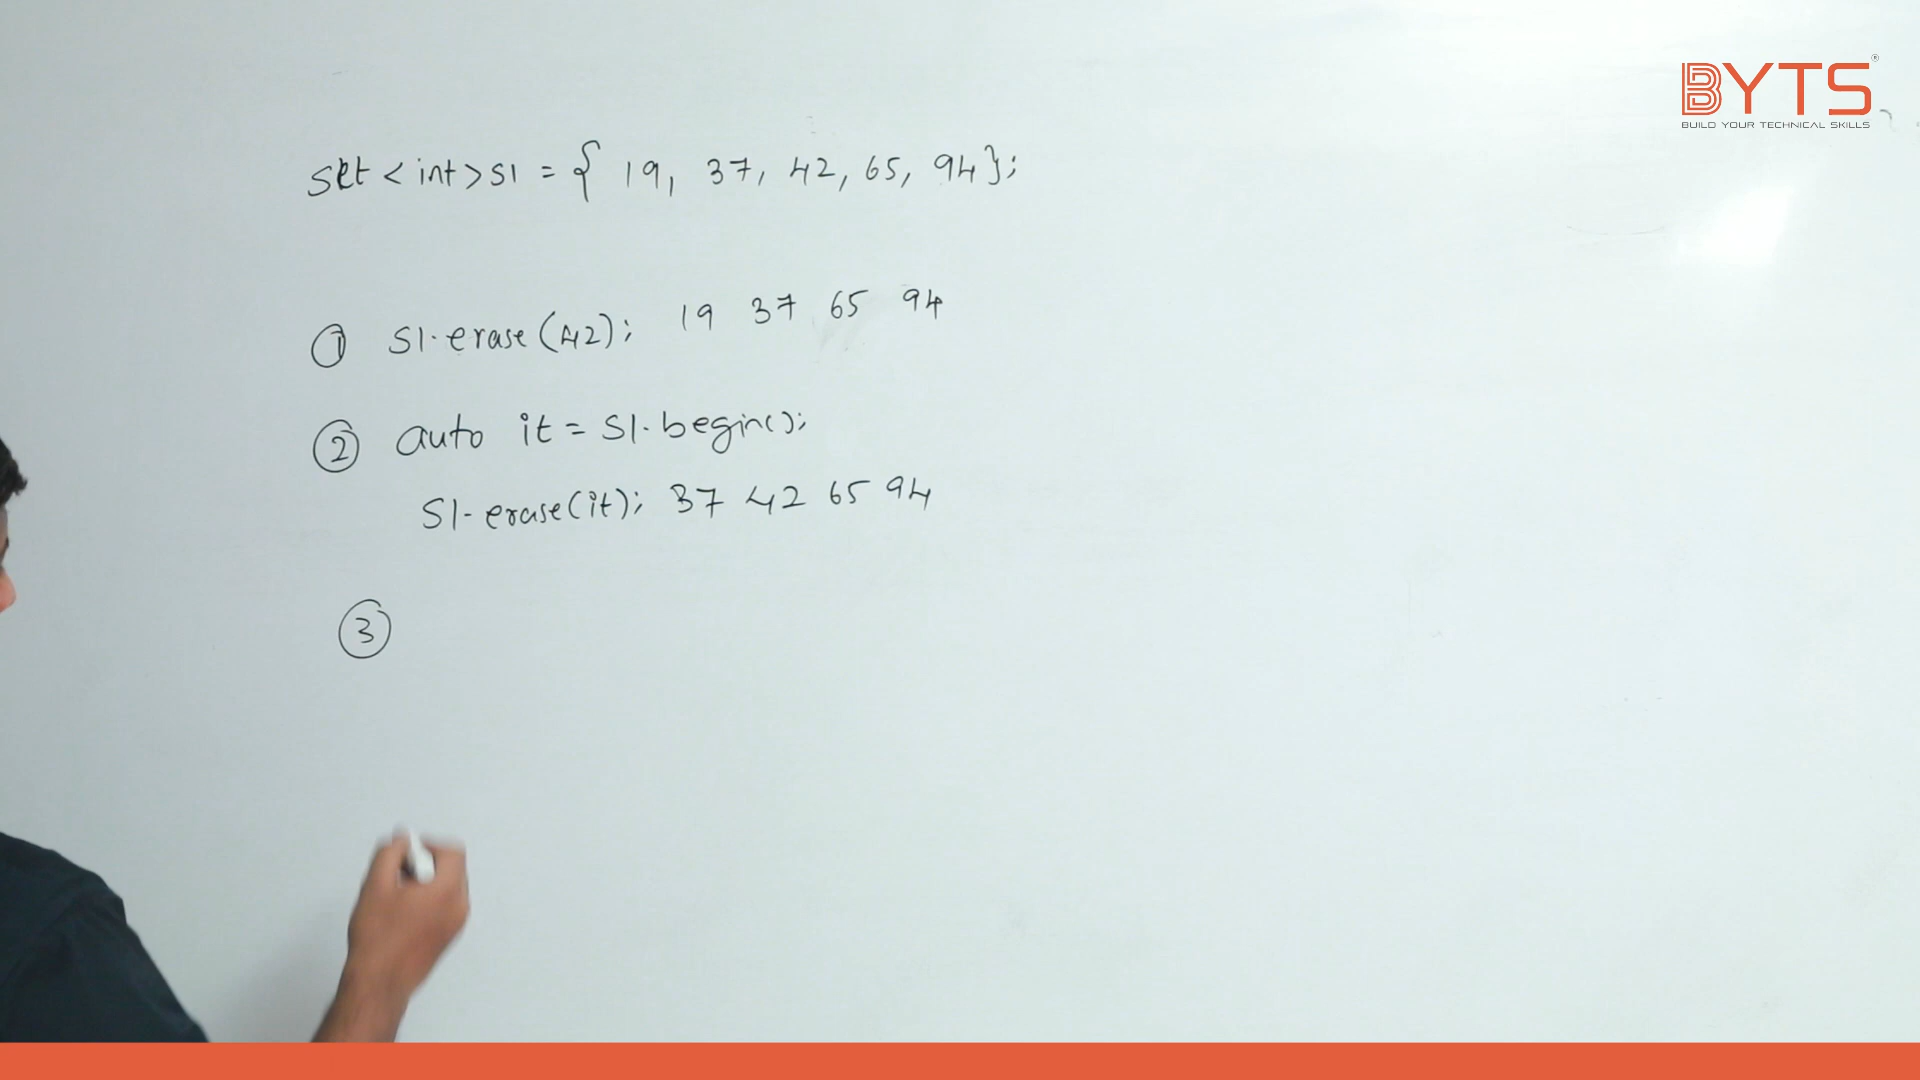 BYTS®
BUILD YOUR TECHNICAL SKILLS
set <int> s1 = { 19, 37, 42, 65, 94};
① s1.erase(42); 19 37 65 94
② auto it = s1.begin();
s1.erase(it); 37 42 65 94
③